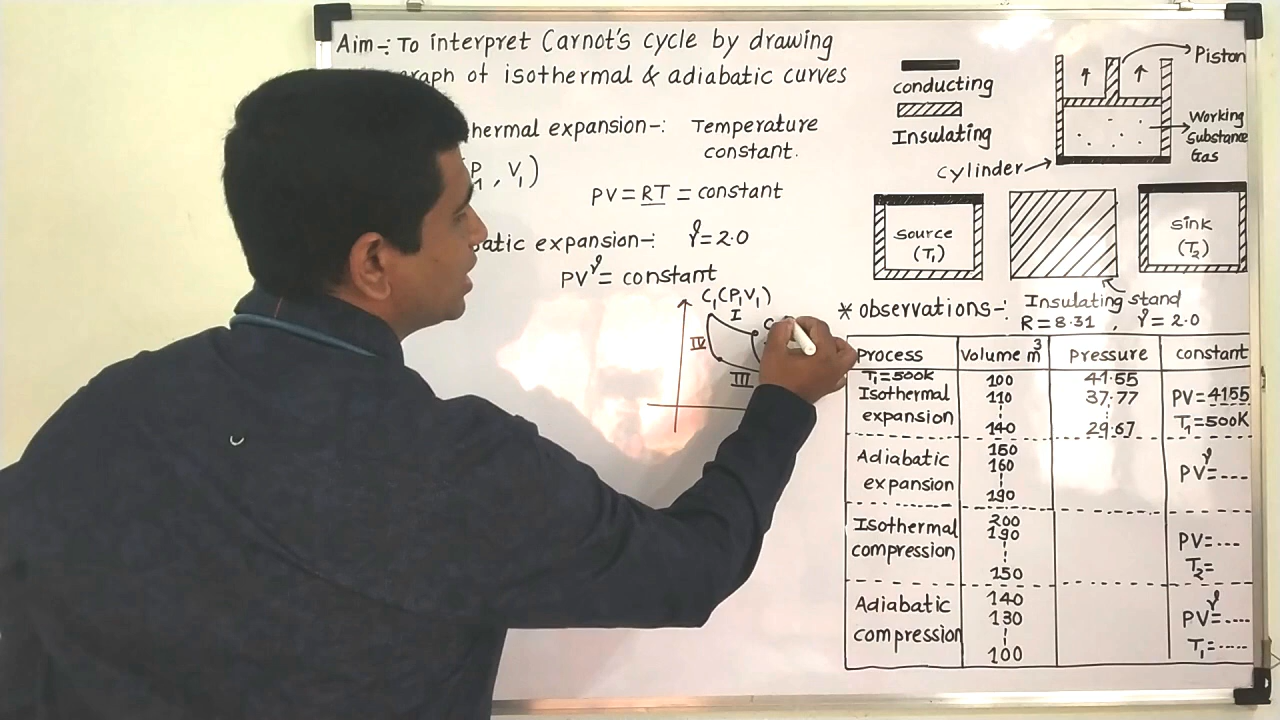 Aim-: To interpret Carnot's cycle by drawing
graph of isothermal & adiabatic curves
hermal expansion-: Temperature
constant.
, V₁)
PV = RT = constant
batic expansion-: γ=2.0
PV^γ = constant
C₁(P₁V₁)
I
IV
III
conducting
Insulating
Piston
Working
Substance
Gas
cylinder
source
(T₁)
sink
(T₂)
Insulating stand
* observations-:
R = 8.31 , γ = 2.0
Process Volume m³ Pressure constant
T₁=500K 100 41.55
Isothermal 110 37.77 PV=4155
expansion 140 29.67 T₁=500K
Adiabatic 150
160 PV^γ=----
expansion 190
Isothermal 200
190 PV=---
compression 150 T₂=
Adiabatic 140
130 PV^γ=----
compression 100 T₁=-----